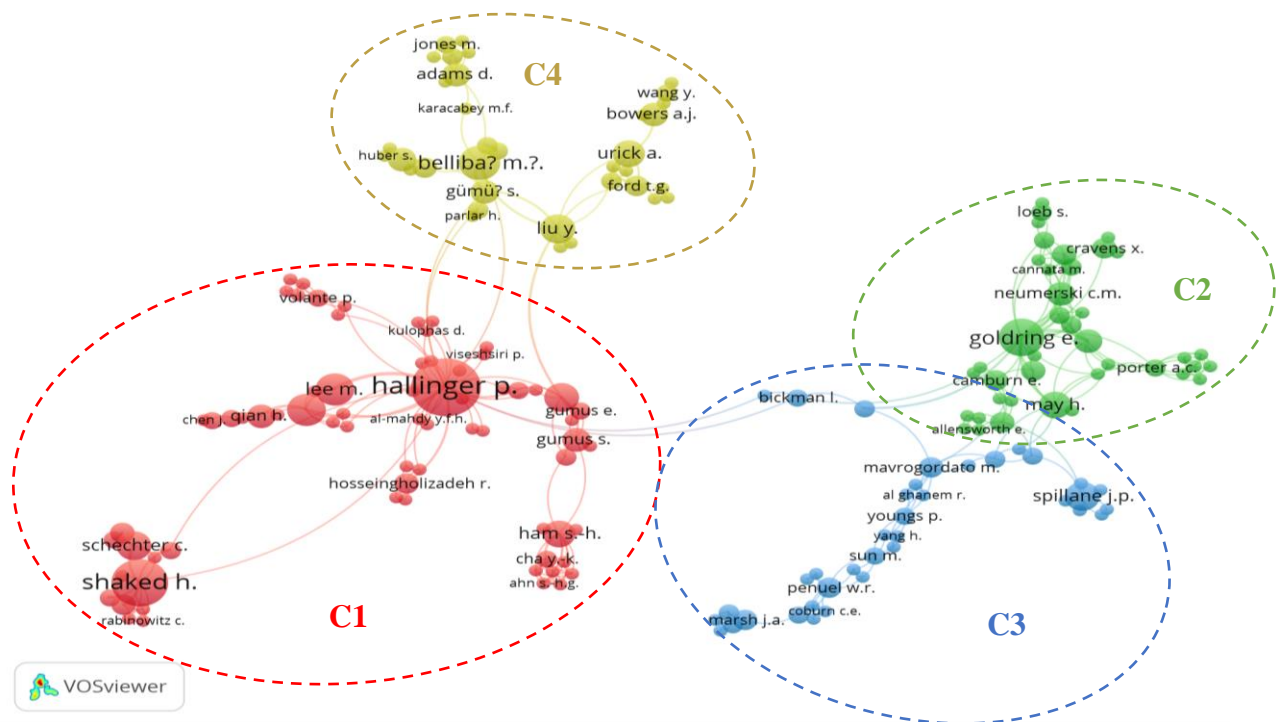 jones m.
adams d.
C4
karacabey m.f.
wang y.
bowers a.j.
huber s.
belliba? m.?.
urick a.
gümü? s.
ford t.g.
parlar h.
liu y.
loeb s.
cravens x.
cannata m.
neumerski c.m.
C2
goldring e.
camburn e.
porter a.c.
may h.
allensworth e.
volante p.
kulophas d.
viseshsiri p.
lee m.
hallinger p.
chen j.
qian h.
al-mahdy y.f.h.
gumus e.
gumus s.
hosseingholizadeh r.
ham s.-h.
cha y.-k.
ahn s.-h.g.
schechter c.
shaked h.
rabinowitz c.
C1
bickman l.
mavrogordato m.
al ghanem r.
spillane j.p.
youngs p.
yang h.
sun m.
penuel w.r.
coburn c.e.
marsh j.a.
C3
VOSviewer